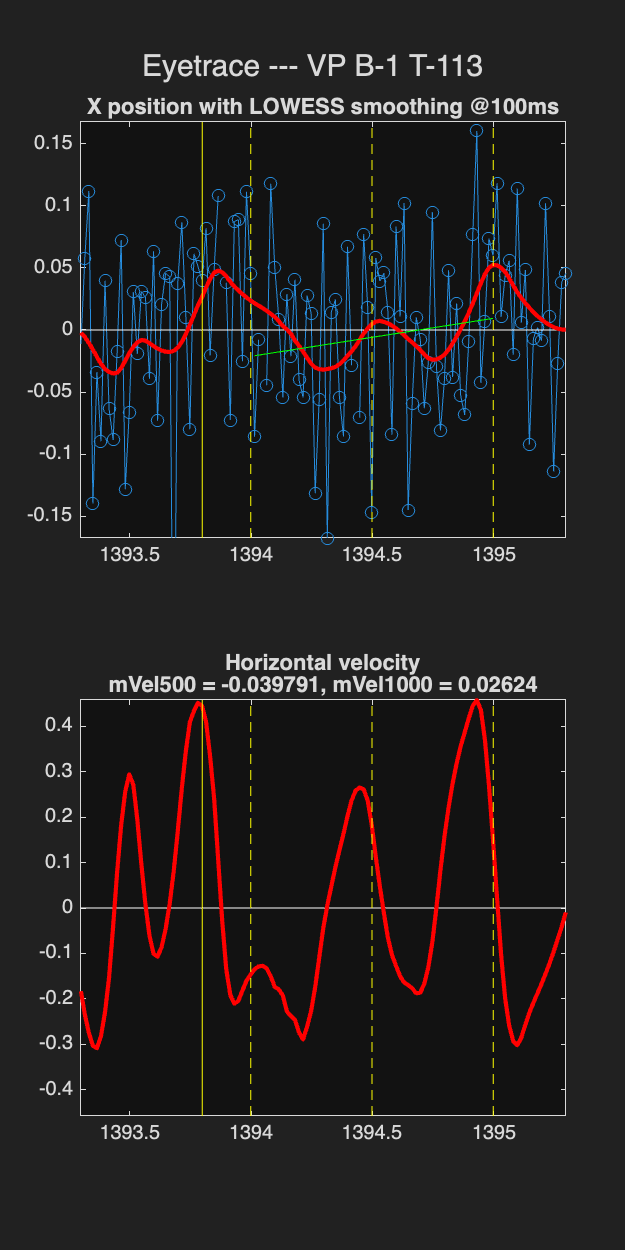 Eyetrace --- VP B-1 T-113
X position with LOWESS smoothing @100ms
0.15
0.1
0.05
0
-0.05
-0.1
-0.15
1393.5 1394 1394.5 1395
Horizontal velocity
mVel500 = -0.039791, mVel1000 = 0.02624
0.4
0.3
0.2
0.1
0
-0.1
-0.2
-0.3
-0.4
1393.5 1394 1394.5 1395